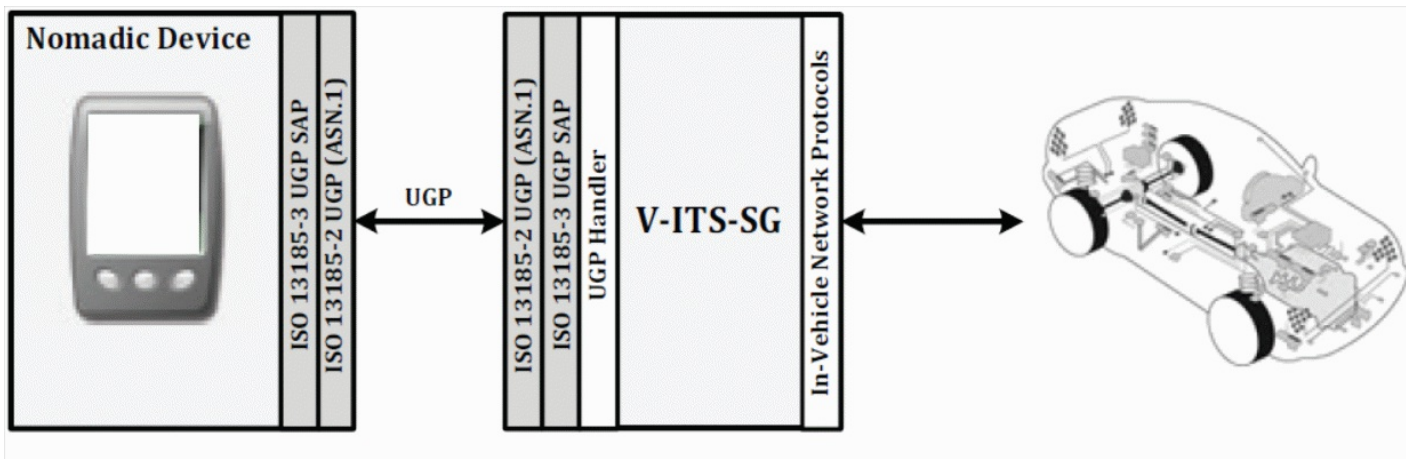 Nomadic Device
ISO 13185-3 UGP SAP
ISO 13185-2 UGP (ASN.1)
UGP
ISO 13185-2 UGP (ASN.1)
ISO 13185-3 UGP SAP
UGP Handler
V-ITS-SG
In-Vehicle Network Protocols